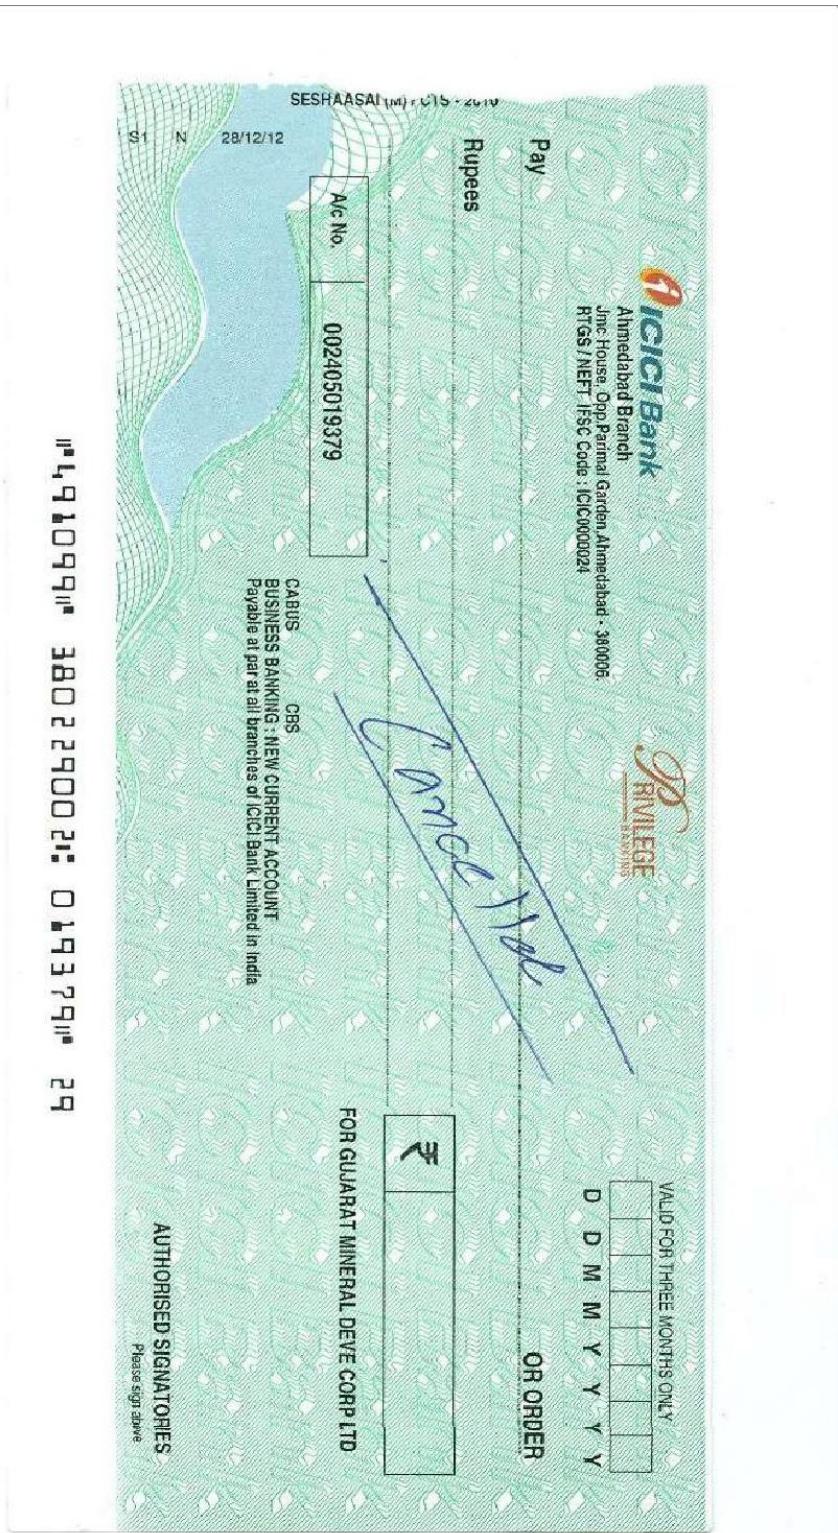 ICICI Bank
Ahmedabad Branch
Jmc House, Opp.Parimal Garden,Ahmedabad - 380006.
RTGS / NEFT IFSC Code : ICIC0000024
PRIVILEGE
BANKING
VALID FOR THREE MONTHS ONLY
D D M M Y Y Y Y
Pay
OR ORDER
Rupees
₹
Cancelled
A/c No. 002405019379
FOR GUJARAT MINERAL DEVE CORP LTD
CABUS CBS
BUSINESS BANKING : NEW CURRENT ACCOUNT
Payable at par at all branches of ICICI Bank Limited in India
SESHAASAI (M) / CTS - 2010
S1 N 28/12/12
AUTHORISED SIGNATORIES
Please sign above
⑈491099⑈ 380229002⑆ 019379⑈ 29